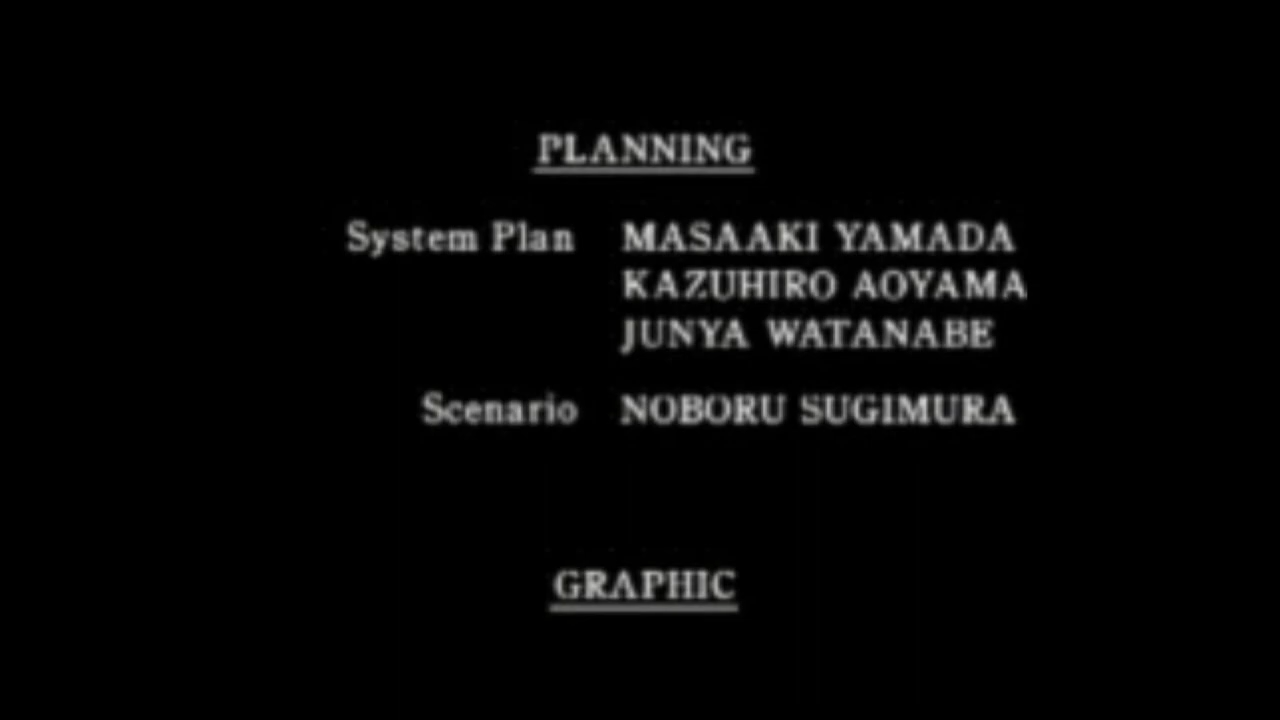 PLANNING
System Plan MASAAKI YAMADA
KAZUHIRO AOYAMA
JUNYA WATANABE
Scenario NOBORU SUGIMURA
GRAPHIC